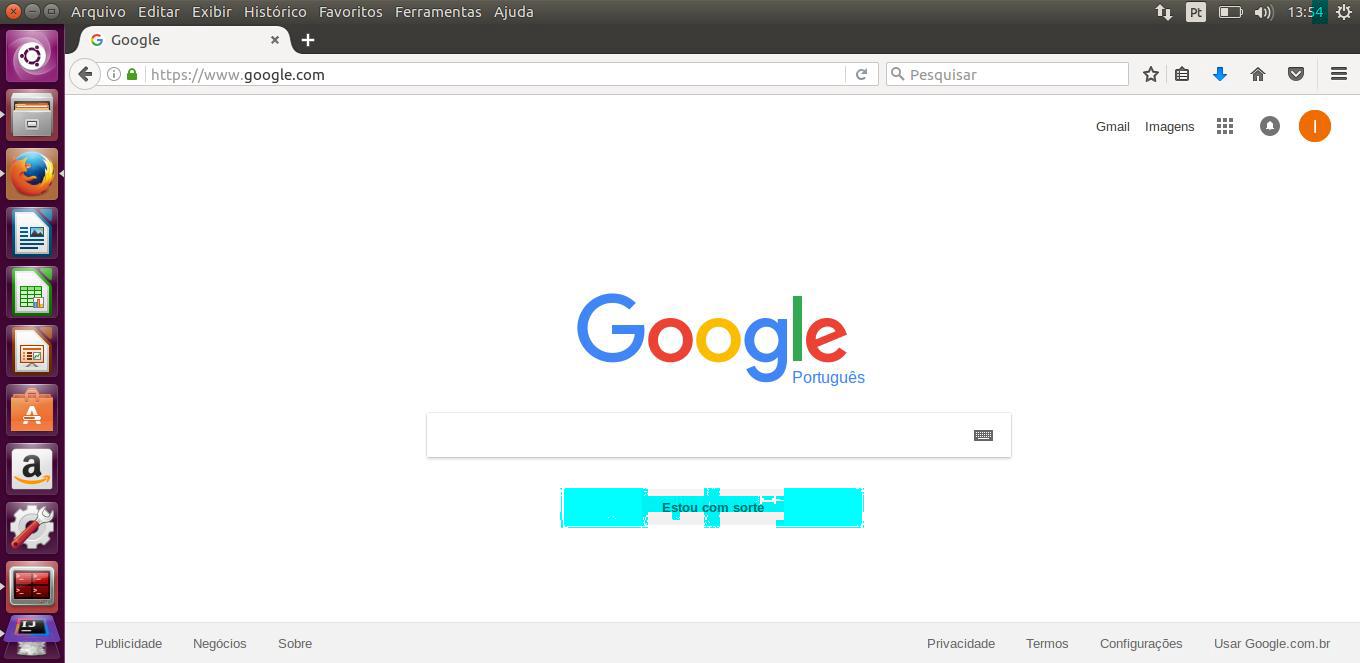 Arquivo Editar Exibir Histórico Favoritos Ferramentas Ajuda Pt 13:54
Google
https://www.google.com Pesquisar
Gmail Imagens I
Google
Português
Estou com sorte
Publicidade Negócios Sobre Privacidade Termos Configurações Usar Google.com.br